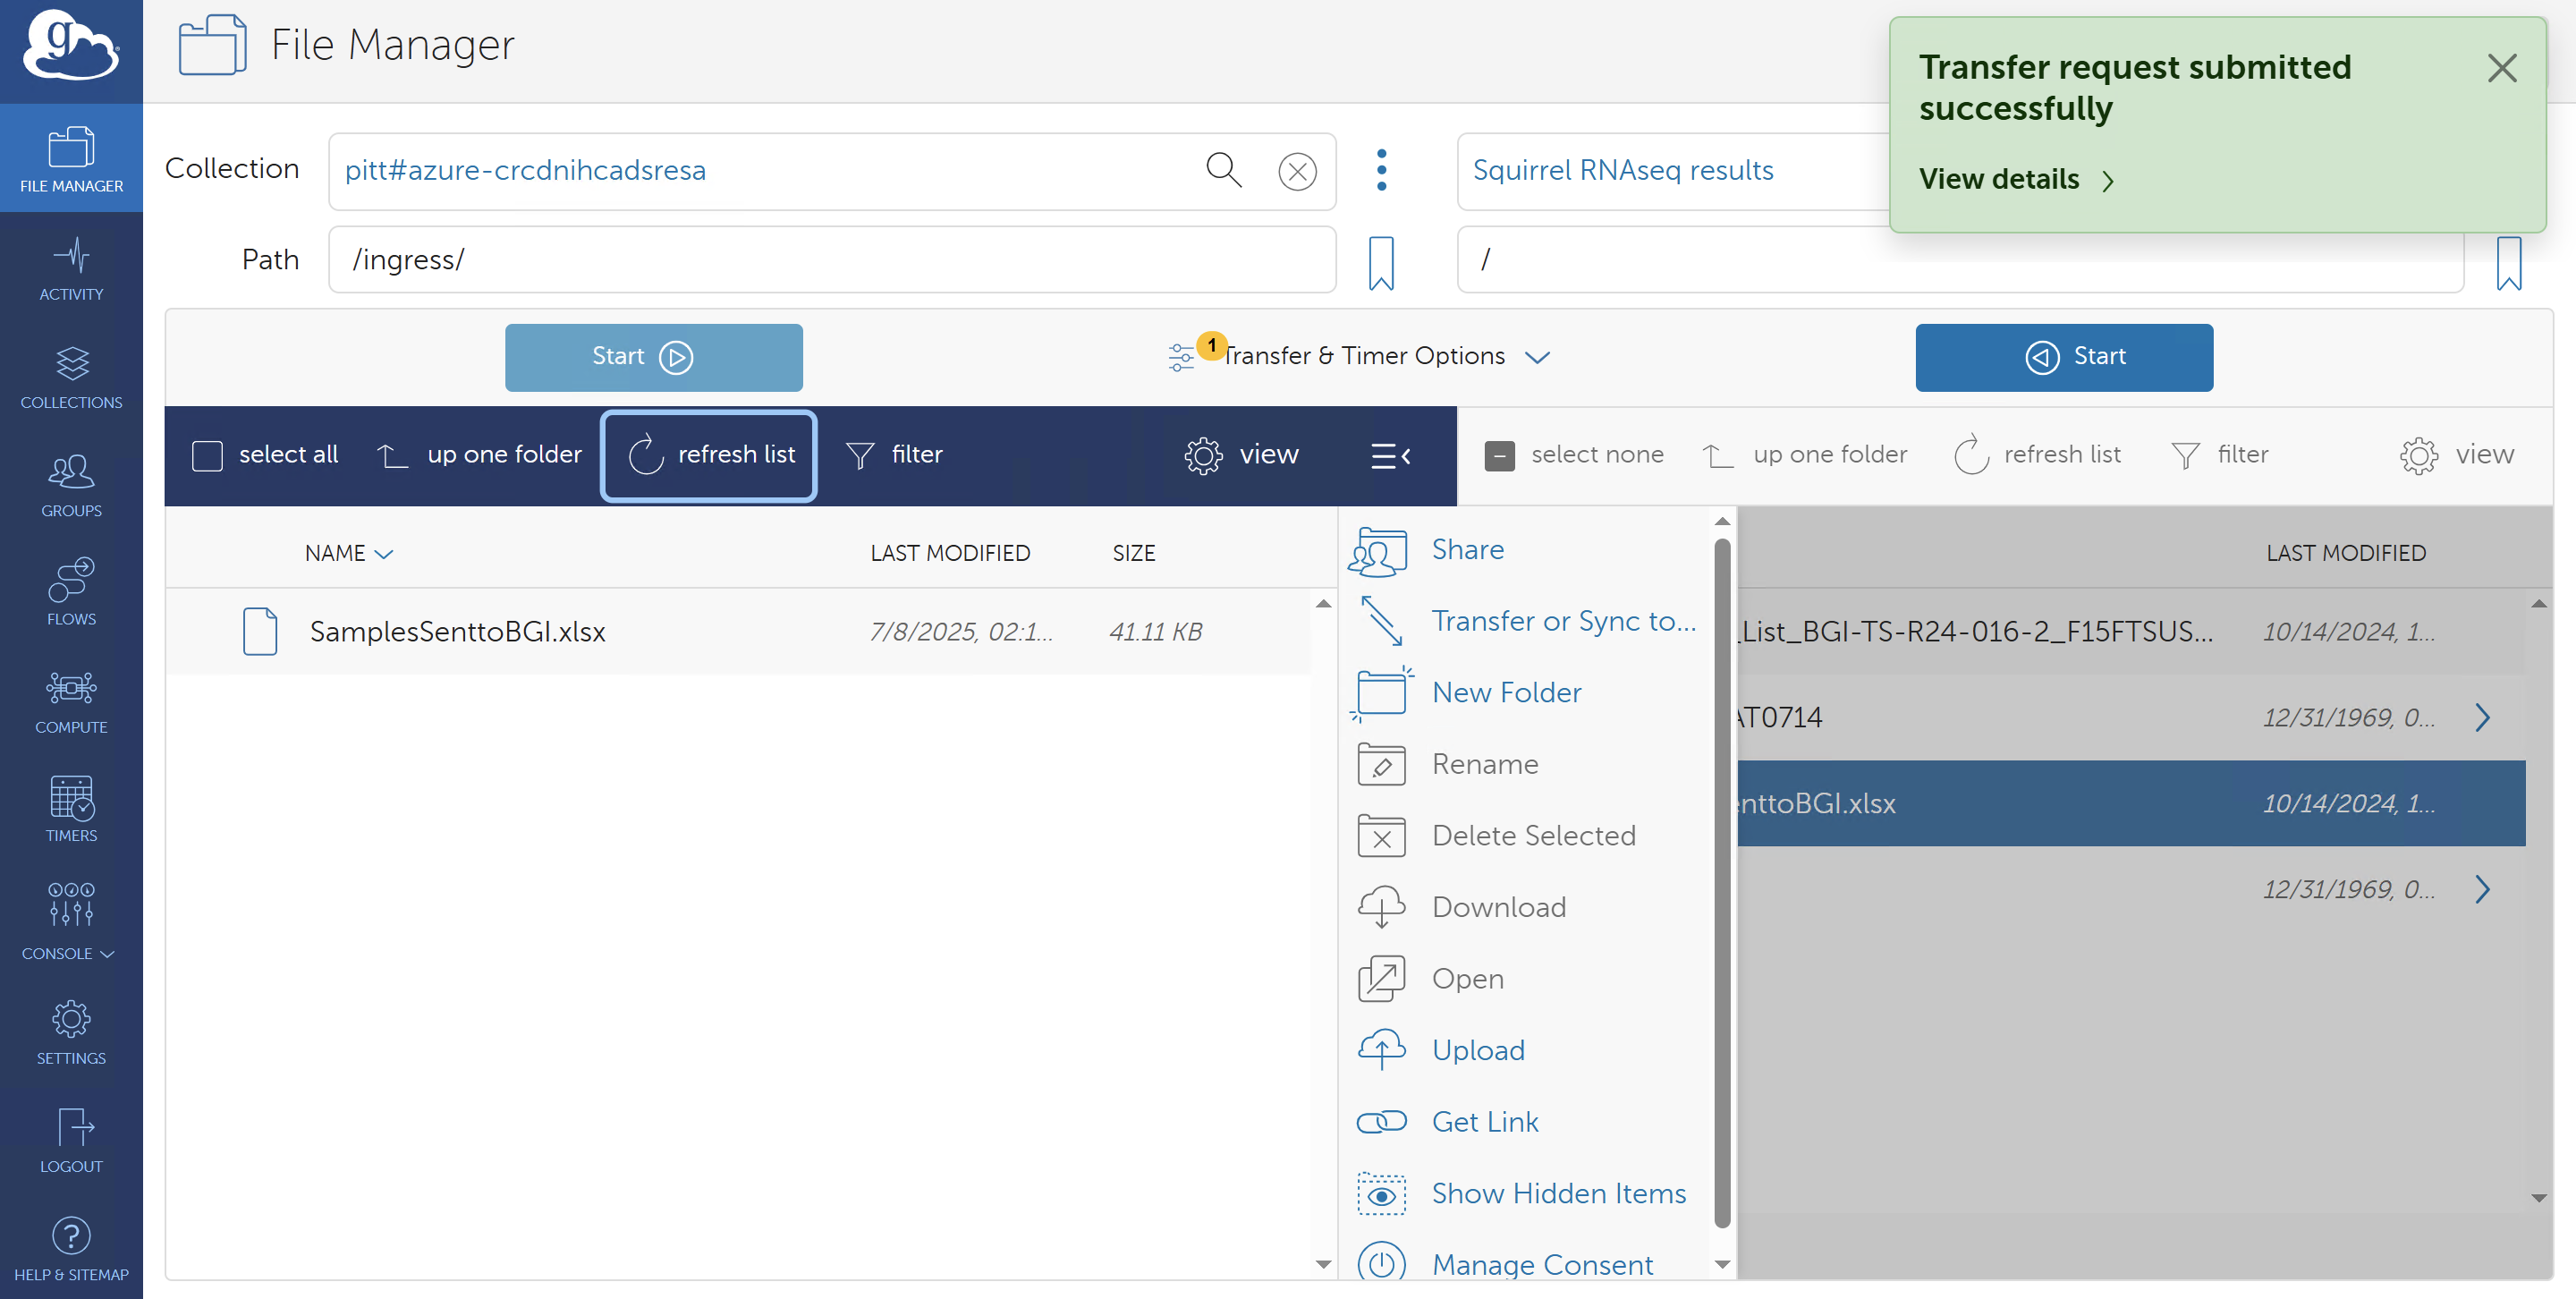 g
File Manager
Transfer request submitted
successfully
View details
FILE MANAGER
ACTIVITY
COLLECTIONS
GROUPS
FLOWS
COMPUTE
TIMERS
CONSOLE
SETTINGS
LOGOUT
HELP & SITEMAP
Collection
pitt#azure-crcdnihcadsresa
Squirrel RNAseq results
Path
/ingress/
/
Start
1
Transfer & Timer Options
Start
select all
up one folder
refresh list
filter
view
select none
up one folder
refresh list
filter
view
NAME
LAST MODIFIED
SIZE
SamplesSenttoBGI.xlsx
7/8/2025, 02:1...
41.11 KB
Share
Transfer or Sync to...
New Folder
Rename
Delete Selected
Download
Open
Upload
Get Link
Show Hidden Items
Manage Consent
LAST MODIFIED
_List_BGI-TS-R24-016-2_F15FTSUS...
10/14/2024, 1...
AT0714
12/31/1969, 0...
enttoBGI.xlsx
10/14/2024, 1...
12/31/1969, 0...